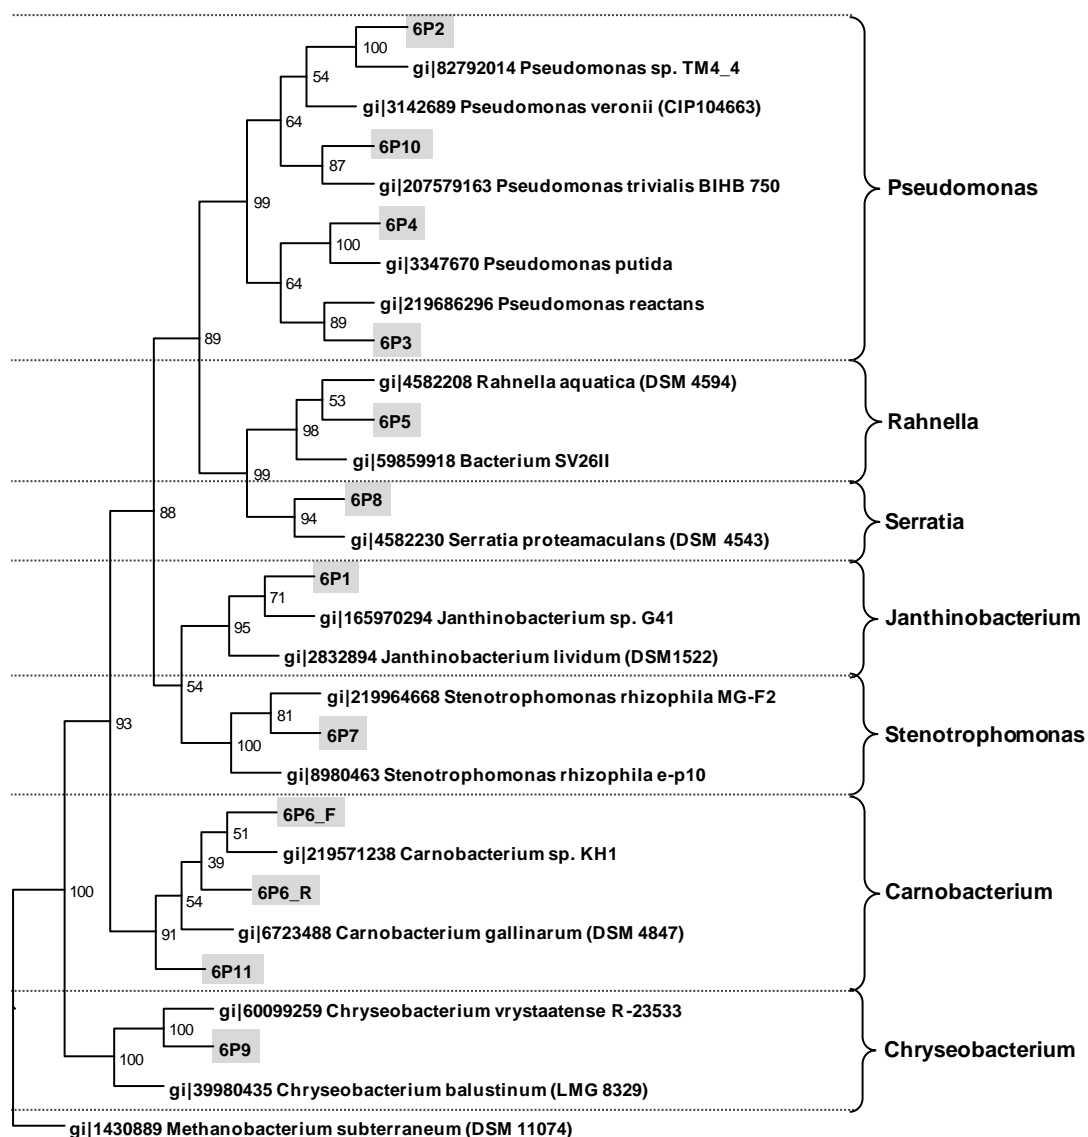 6P2
100
gi|82792014 Pseudomonas sp. TM4_4
54
gi|3142689 Pseudomonas veronii (CIP104663)
64
6P10
87
gi|207579163 Pseudomonas trivialis BIHB 750
Pseudomonas
99
6P4
100
gi|3347670 Pseudomonas putida
64
gi|219686296 Pseudomonas reactans
89
6P3
89
gi|4582208 Rahnella aquatica (DSM 4594)
53
6P5
Rahnella
98
gi|59859918 Bacterium SV26II
99
6P8
94
Serratia
88
gi|4582230 Serratia proteamaculans (DSM 4543)
6P1
71
gi|165970294 Janthinobacterium sp. G41
Janthinobacterium
95
gi|2832894 Janthinobacterium lividum (DSM1522)
54
gi|219964668 Stenotrophomonas rhizophila MG-F2
81
93
6P7
Stenotrophomonas
100
gi|8980463 Stenotrophomonas rhizophila e-p10
6P6_F
51
gi|219571238 Carnobacterium sp. KH1
39
6P6_R
Carnobacterium
100
54
gi|6723488 Carnobacterium gallinarum (DSM 4847)
91
6P11
gi|60099259 Chryseobacterium vrystaatense R-23533
100
6P9
Chryseobacterium
100
gi|39980435 Chryseobacterium balustinum (LMG 8329)
gi|1430889 Methanobacterium subterraneum (DSM 11074)